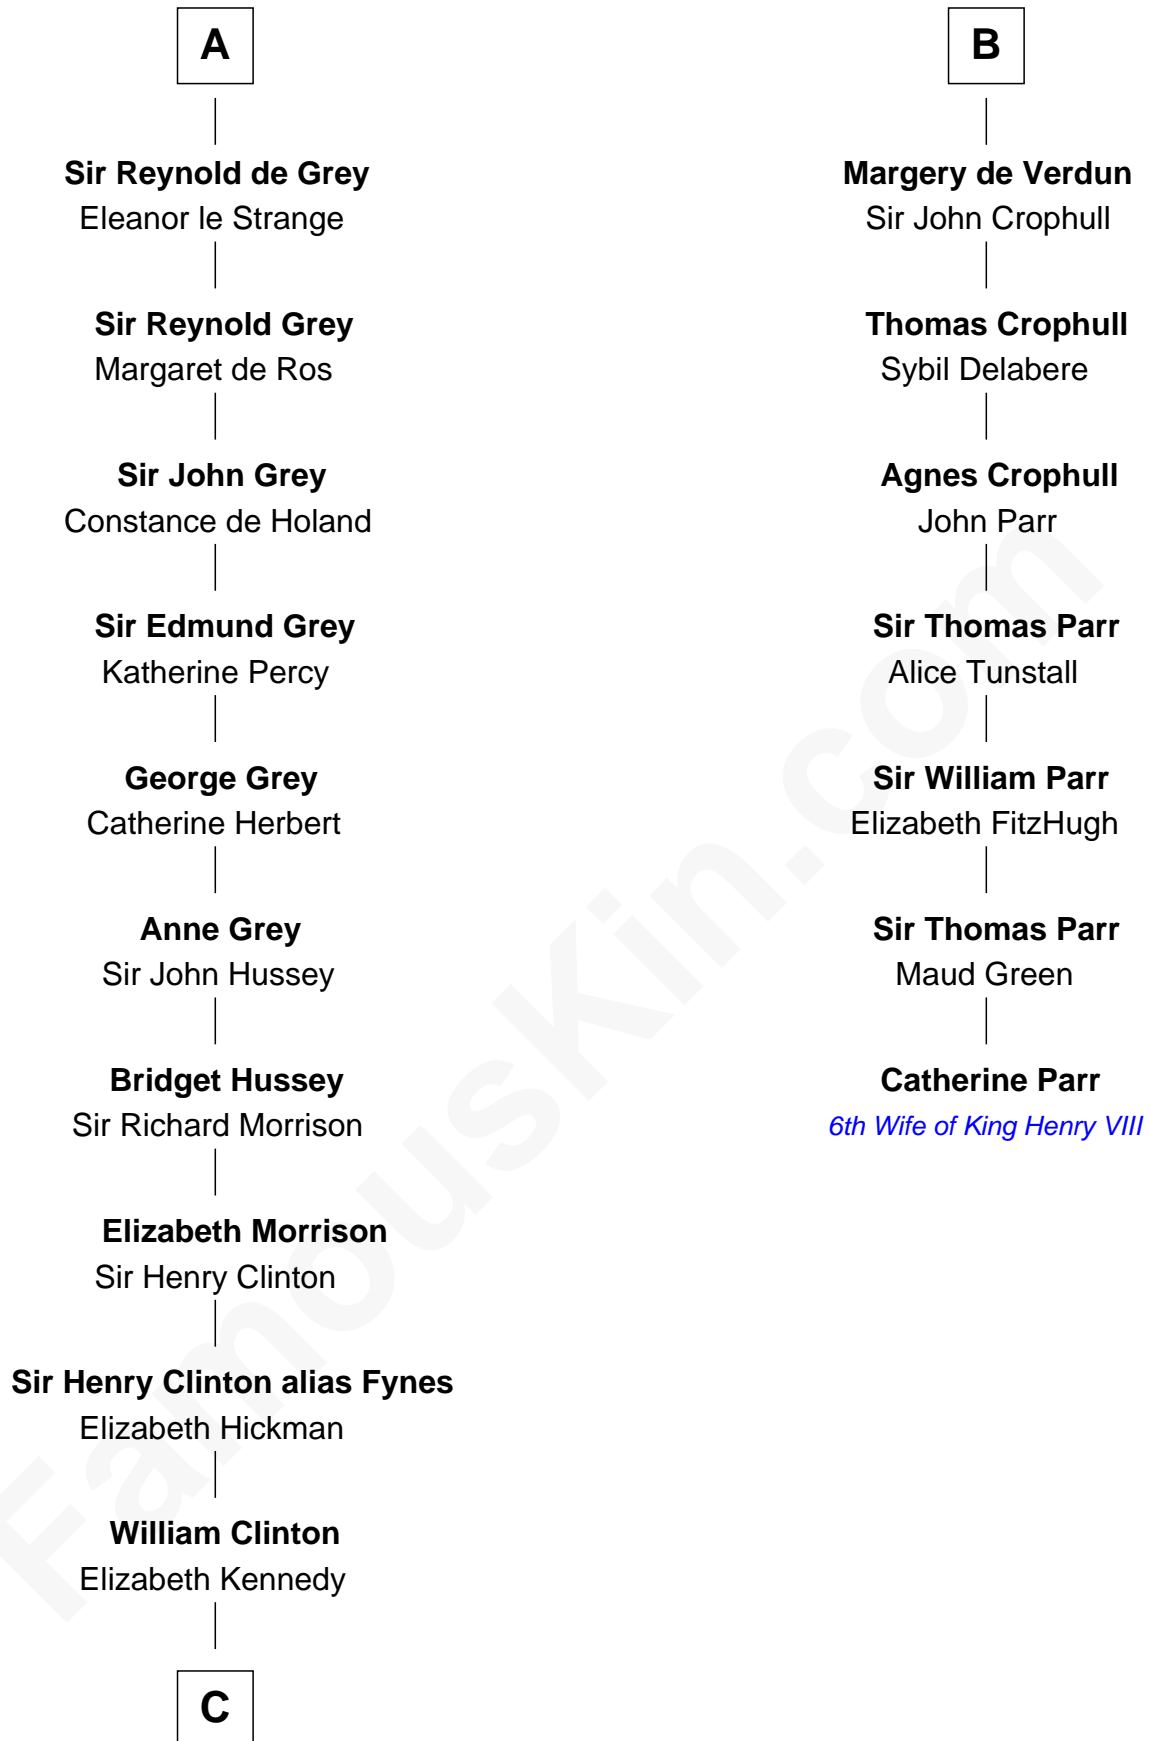 A
Sir Reynold de Grey
Eleanor le Strange
Sir Reynold Grey
Margaret de Ros
Sir John Grey
Constance de Holand
Sir Edmund Grey
Katherine Percy
George Grey
Catherine Herbert
Anne Grey
Sir John Hussey
Bridget Hussey
Sir Richard Morrison
Elizabeth Morrison
Sir Henry Clinton
Sir Henry Clinton alias Fynes
Elizabeth Hickman
William Clinton
Elizabeth Kennedy
C
B
Margery de Verdun
Sir John Crophull
Thomas Crophull
Sybil Delabere
Agnes Crophull
John Parr
Sir Thomas Parr
Alice Tunstall
Sir William Parr
Elizabeth FitzHugh
Sir Thomas Parr
Maud Green
Catherine Parr
6th Wife of King Henry VIII
FamousKin.com